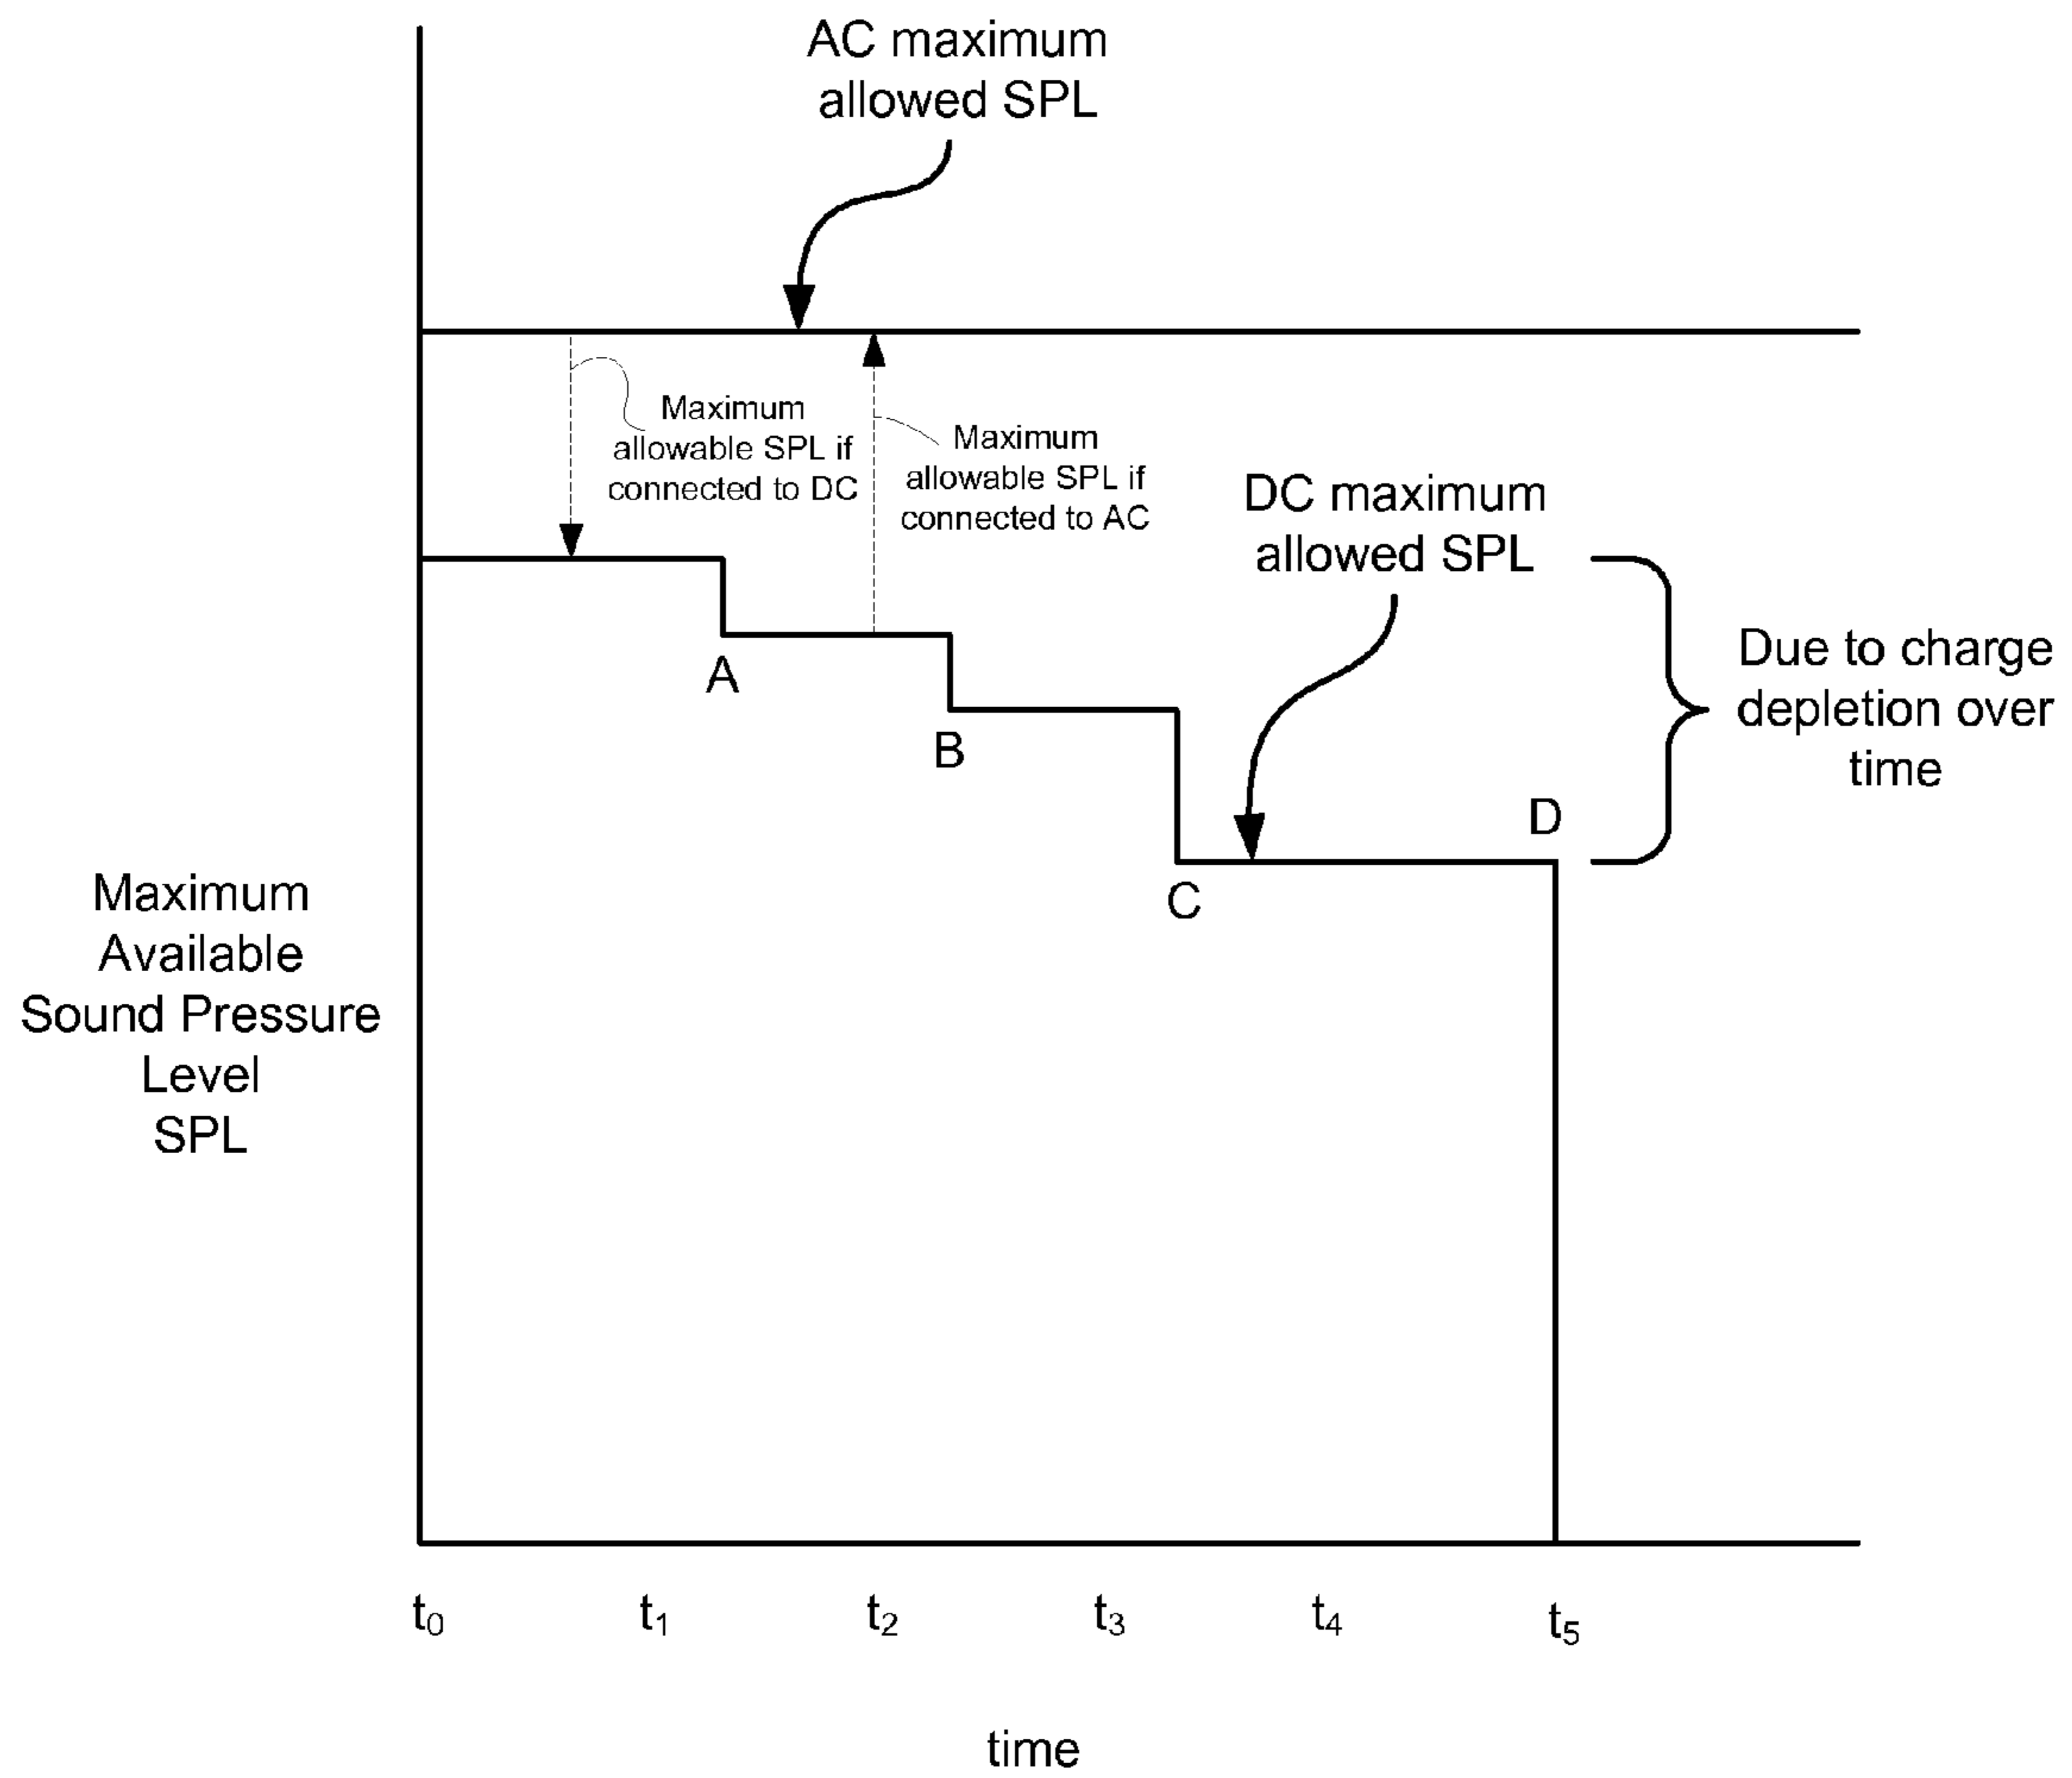 AC maximum
allowed SPL
Maximum
allowable SPL if
connected to DC
Maximum
allowable SPL if
connected to AC
DC maximum
allowed SPL
Due to charge
depletion over
time
A
B
C
D
Maximum
Available
Sound Pressure
Level
SPL
t0 t1 t2 t3 t4 t5
time